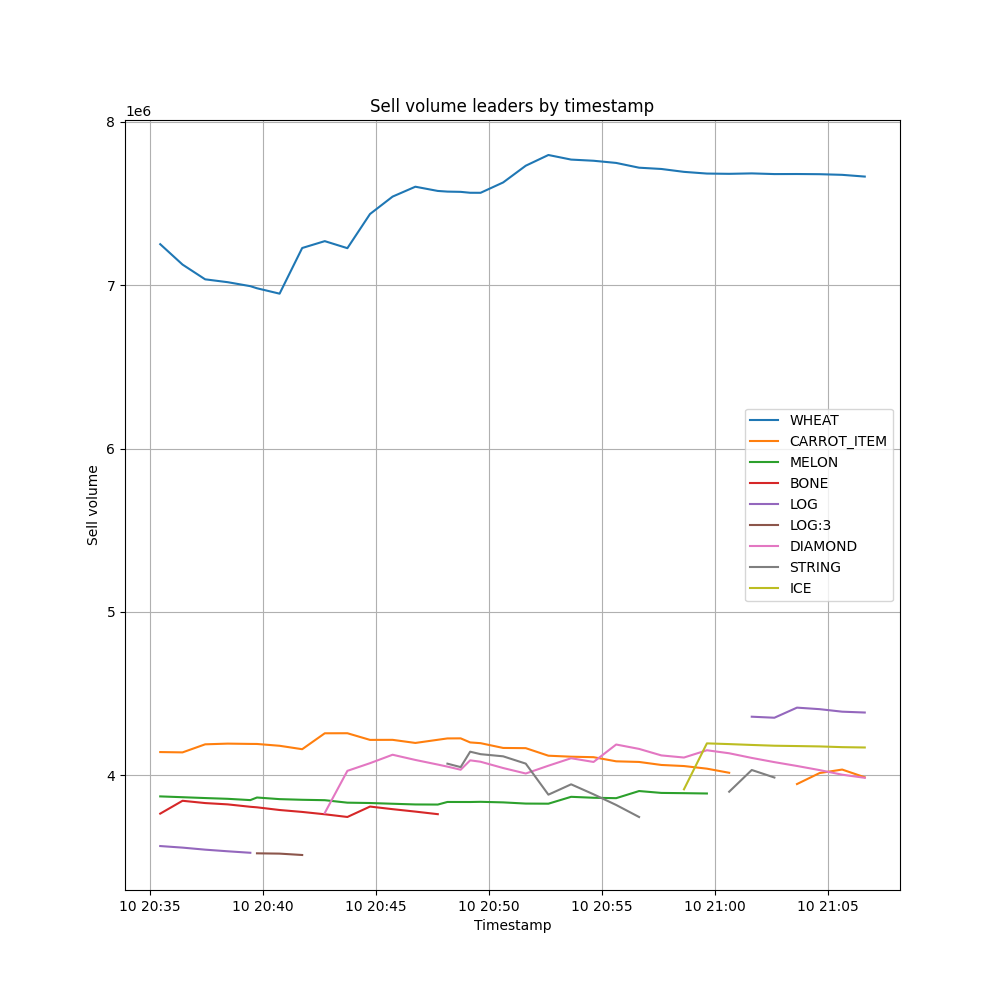 Sell volume leaders by timestamp
1e6
8
7
6
5
4
Sell volume
WHEAT
CARROT_ITEM
MELON
BONE
LOG
LOG:3
DIAMOND
STRING
ICE
10 20:35 10 20:40 10 20:45 10 20:50 10 20:55 10 21:00 10 21:05
Timestamp